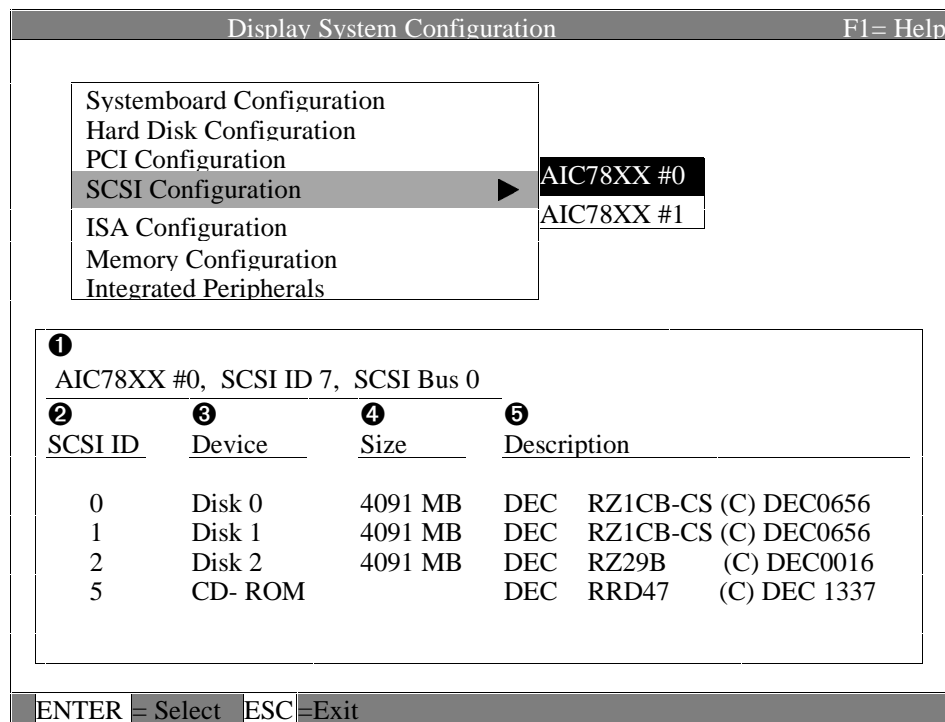 Display System Configuration F1= Help
Systemboard Configuration
Hard Disk Configuration
PCI Configuration
SCSI Configuration ▶ AIC78XX #0
AIC78XX #1
ISA Configuration
Memory Configuration
Integrated Peripherals
❶
AIC78XX #0, SCSI ID 7, SCSI Bus 0
❷ ❸ ❹ ❺
SCSI ID Device Size Description
0 Disk 0 4091 MB DEC RZ1CB-CS (C) DEC0656
1 Disk 1 4091 MB DEC RZ1CB-CS (C) DEC0656
2 Disk 2 4091 MB DEC RZ29B (C) DEC0016
5 CD- ROM DEC RRD47 (C) DEC 1337
ENTER = Select ESC =Exit